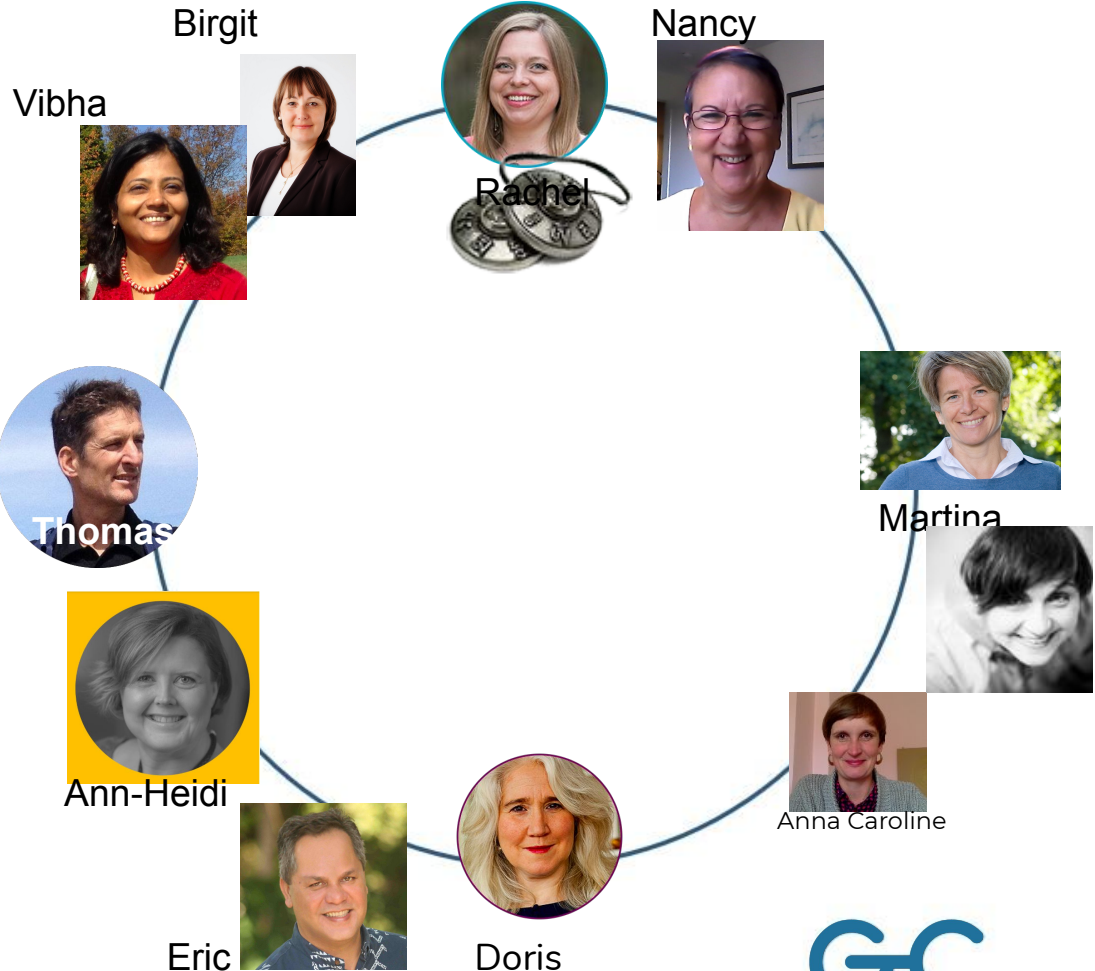 Birgit
Nancy
Vibha
Rachel
Thomas
Martina
Ann-Heidi
Anna Caroline
Eric
Doris